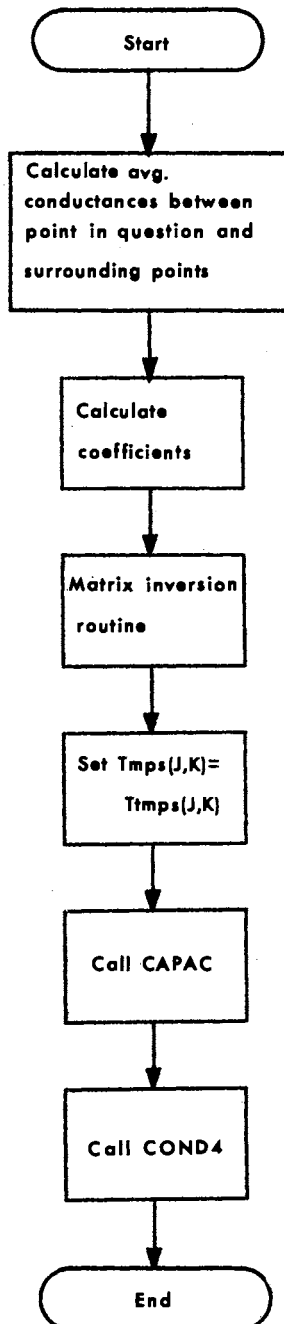 Start
Calculate avg.
conductances between
point in question and
surrounding points
Calculate
coefficients
Matrix inversion
routine
Set Tmps(J,K)=
Ttmps(J,K)
Call CAPAC
Call COND4
End